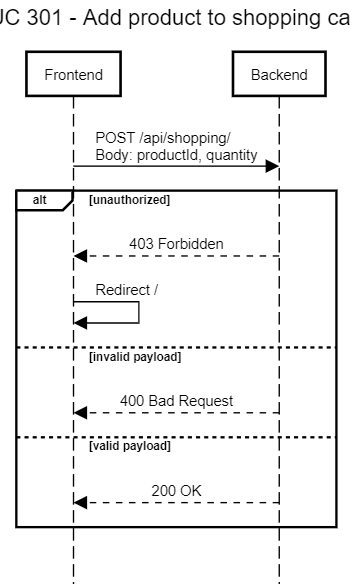 UC 301 - Add product to shopping ca
Frontend
Backend
POST /api/shopping/
Body: productId, quantity
alt
[unauthorized]
403 Forbidden
Redirect /
[invalid payload]
400 Bad Request
[valid payload]
200 OK